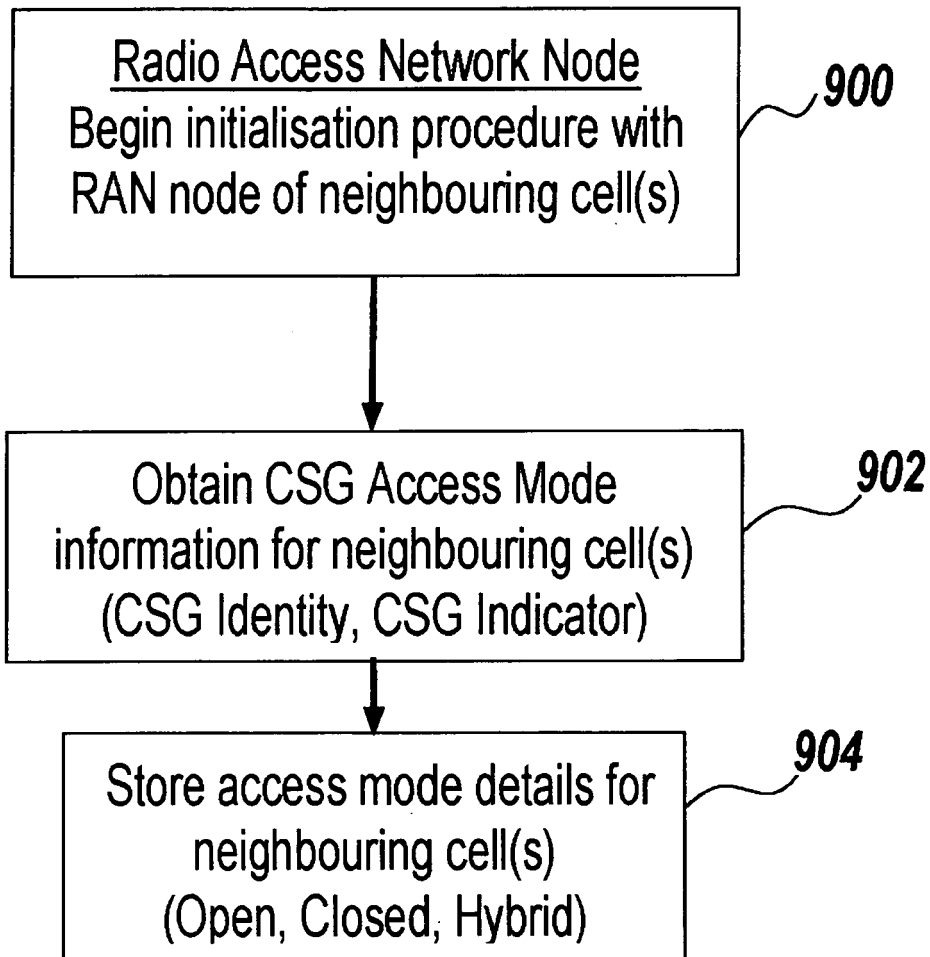 Radio Access Network Node
Begin initialisation procedure with
RAN node of neighbouring cell(s)
900
Obtain CSG Access Mode
information for neighbouring cell(s)
(CSG Identity, CSG Indicator)
902
Store access mode details for
neighbouring cell(s)
(Open, Closed, Hybrid)
904